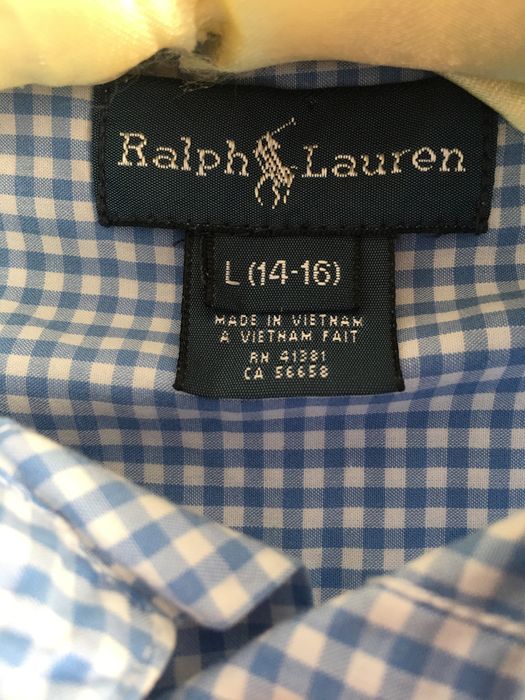 Ralph Lauren
L (14-16)
MADE IN VIETNAM
A VIETNAM FAIT
RN 41381
CA 56658